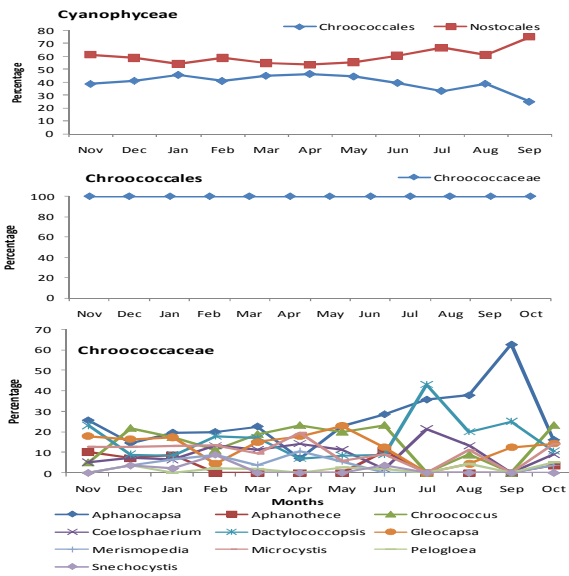 Cyanophyceae
Chroococcales Nostocales
Percentage
80
70
60
50
40
30
20
10
0
Nov Dec Jan Feb Mar Apr May Jun Jul Aug Sep
Chroococcales
Chroococcaceae
Percentage
100
80
60
40
20
0
Nov Dec Jan Feb Mar Apr May Jun Jul Aug Sep Oct
Chroococcaceae
Percentage
70
60
50
40
30
20
10
0
Nov Dec Jan Feb Mar Apr May Jun Jul Aug Sep Oct
Months
Aphanocapsa Aphanothece Chroococcus
Coelosphaerium Dactylococcopsis Gleocapsa
Merismopedia Microcystis Pelogloea
Snechocystis